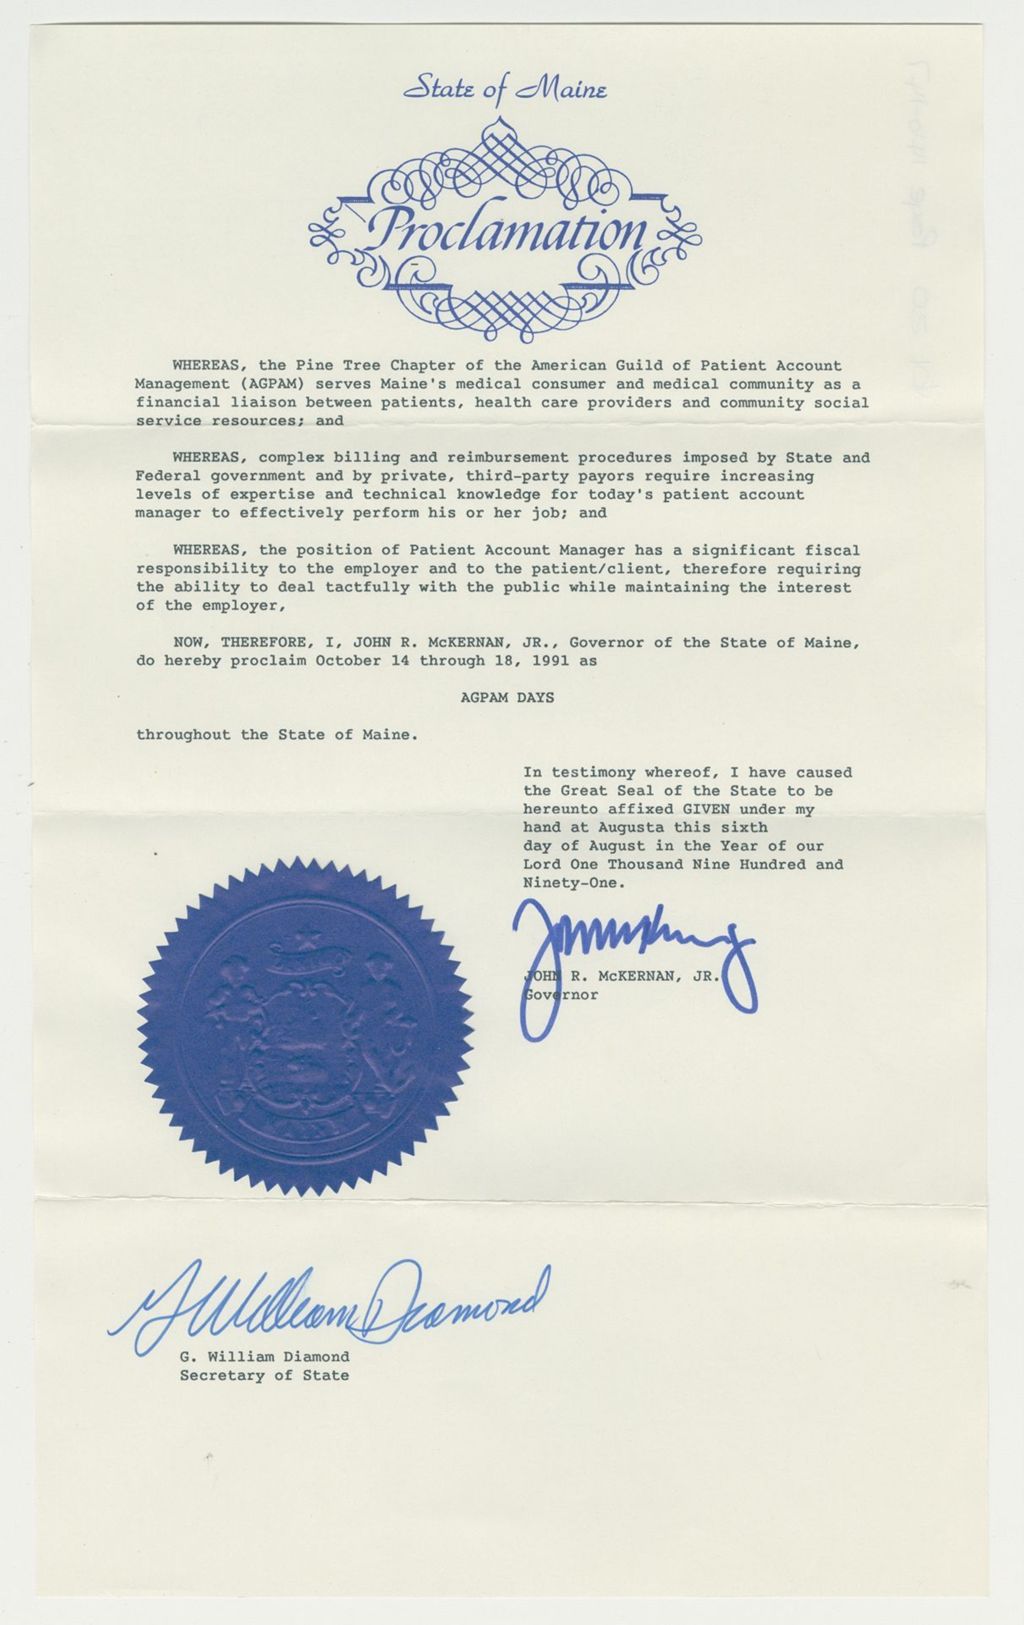 State of Maine
Proclamation
WHEREAS, the Pine Tree Chapter of the American Guild of Patient Account
Management (AGPAM) serves Maine's medical consumer and medical community as a
financial liaison between patients, health care providers and community social
service resources; and
WHEREAS, complex billing and reimbursement procedures imposed by State and
Federal government and by private, third-party payors require increasing
levels of expertise and technical knowledge for today's patient account
manager to effectively perform his or her job; and
WHEREAS, the position of Patient Account Manager has a significant fiscal
responsibility to the employer and to the patient/client, therefore requiring
the ability to deal tactfully with the public while maintaining the interest
of the employer,
NOW, THEREFORE, I, JOHN R. McKERNAN, JR., Governor of the State of Maine,
do hereby proclaim October 14 through 18, 1991 as
AGPAM DAYS
throughout the State of Maine.
In testimony whereof, I have caused
the Great Seal of the State to be
hereunto affixed GIVEN under my
hand at Augusta this sixth
day of August in the Year of our
Lord One Thousand Nine Hundred and
Ninety-One.
JOHN R. McKERNAN, JR.
Governor
MAINE
G William Diamond
G. William Diamond
Secretary of State